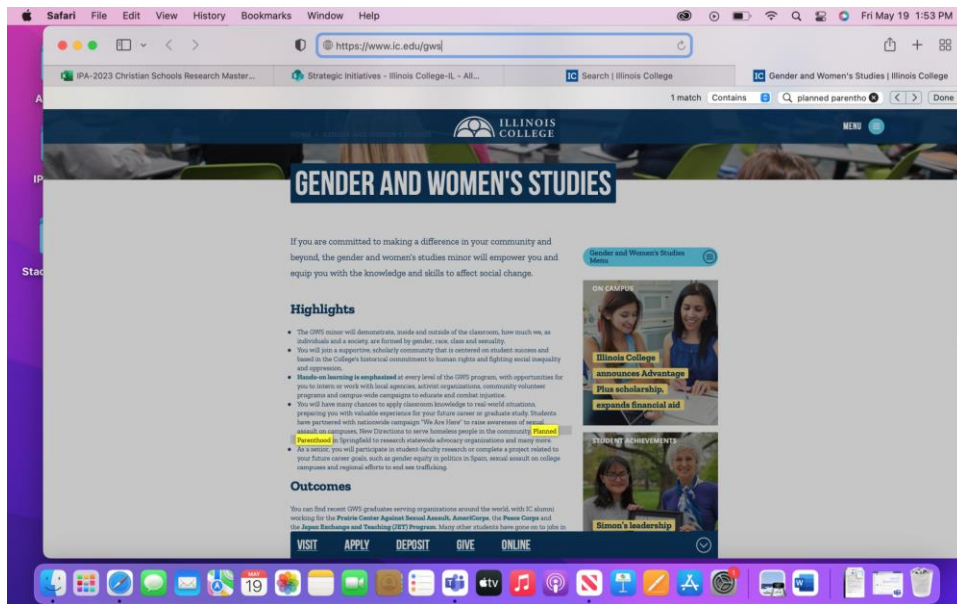 Safari File Edit View History Bookmarks Window Help
Fri May 19 1:53 PM
https://www.ic.edu/gws
IPA-2023 Christian Schools Research Master...
Strategic Initiatives - Illinois College-IL - All...
Search | Illinois College
Gender and Women's Studies | Illinois College
1 match Contains planned parentho Done
ILLINOIS
COLLEGE
MENU
GENDER AND WOMEN'S STUDIES
If you are committed to making a difference in your community and
beyond, the gender and women's studies minor will empower you and
equip you with the knowledge and skills to affect social change.
Highlights
The GWS minor will demonstrate, inside and outside of the classroom, how much we, as
individuals and a society, are formed by gender, race, class and sexuality.
You will join a supportive, scholarly community that is centered on student success and
based in the College's historical commitment to human rights and fighting social inequality
and oppression.
Hands-on learning is emphasized at every level of the GWS program, with opportunities for
you to intern or work with local agencies, activist organizations, community volunteer
programs and campus-wide campaigns to educate and combat injustice.
You will have many chances to apply classroom knowledge to real-world situations,
preparing you with valuable experience for your future career or graduate study. Students
have partnered with nationwide campaign "We Are Here" to raise awareness of sexual
assault on campuses, New Directions to serve homeless people in the community, Planned
Parenthood in Springfield to research statewide advocacy organizations and many more.
As a senior, you will participate in student-faculty research or complete a project related to
your future career goals, such as gender equity in politics in Spain, sexual assault on college
campuses and regional efforts to end sex trafficking.
Outcomes
You can find recent GWS graduates serving organizations around the world, with IC alumni
working for the Prairie Center Against Sexual Assault, AmeriCorps, the Peace Corps and
the Japan Exchange and Teaching (JET) Program. Many other students have gone on to jobs in
Gender and Women's Studies
Menu
ON CAMPUS
Illinois College
announces Advantage
Plus scholarship,
expands financial aid
STUDENT ACHIEVEMENTS
Simon's leadership
VISIT APPLY DEPOSIT GIVE ONLINE
MAY
19
tv